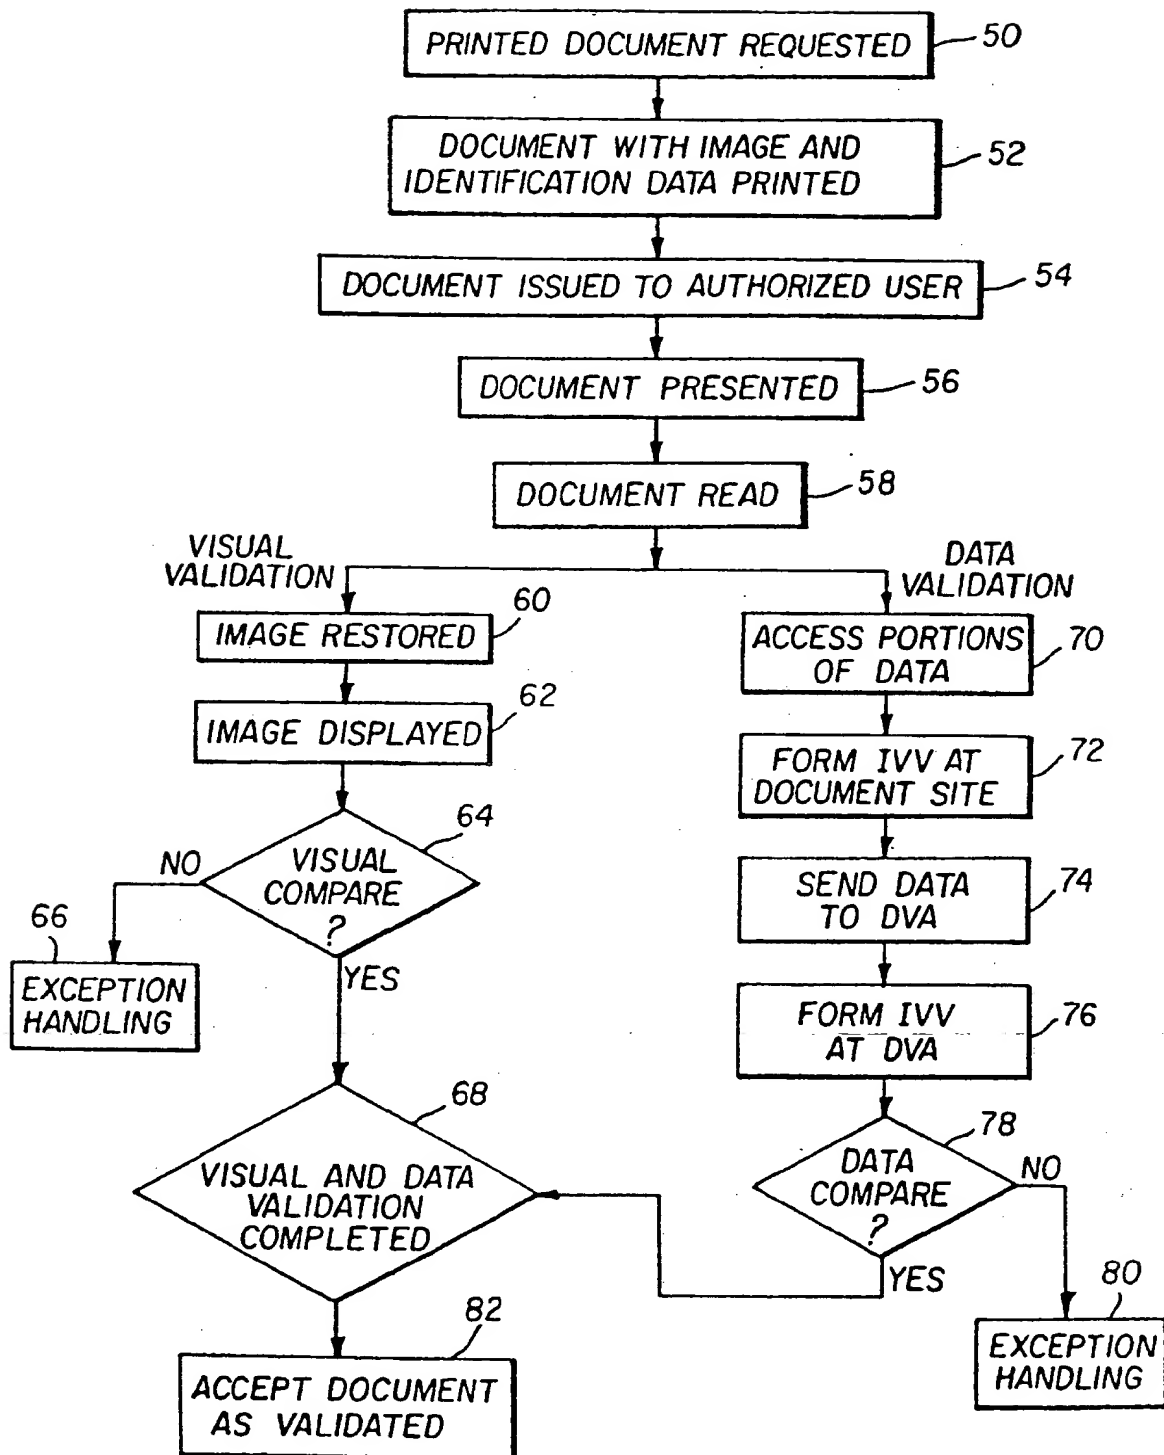 PRINTED DOCUMENT REQUESTED
50
DOCUMENT WITH IMAGE AND
IDENTIFICATION DATA PRINTED
52
DOCUMENT ISSUED TO AUTHORIZED USER
54
DOCUMENT PRESENTED
56
DOCUMENT READ
58
VISUAL
VALIDATION
DATA
VALIDATION
IMAGE RESTORED
60
IMAGE DISPLAYED
62
VISUAL
COMPARE
?
64
NO
YES
66
EXCEPTION
HANDLING
ACCESS PORTIONS
OF DATA
70
FORM IVV AT
DOCUMENT SITE
72
SEND DATA
TO DVA
74
FORM IVV
AT DVA
76
DATA
COMPARE
?
78
NO
YES
80
EXCEPTION
HANDLING
VISUAL AND DATA
VALIDATION
COMPLETED
68
ACCEPT DOCUMENT
AS VALIDATED
82